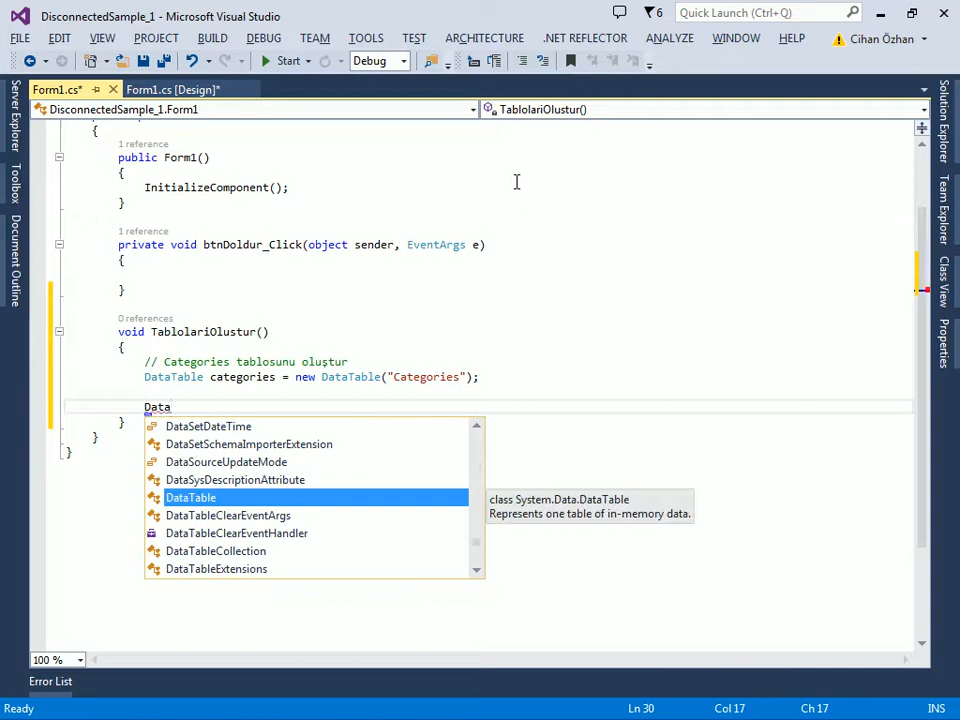 DisconnectedSample_1 - Microsoft Visual Studio
6
Quick Launch (Ctrl+Q)
FILE EDIT VIEW PROJECT BUILD DEBUG TEAM TOOLS TEST ARCHITECTURE .NET REFLECTOR ANALYZE WINDOW HELP Cihan Özhan
Start Debug
Form1.cs* Form1.cs [Design]*
DisconnectedSample_1.Form1 TablolariOlustur()
Server Explorer
Toolbox
Document Outline
{
1 reference
public Form1()
{
InitializeComponent();
}
1 reference
private void btnDoldur_Click(object sender, EventArgs e)
{
}
0 references
void TablolariOlustur()
{
// Categories tablosunu oluştur
DataTable categories = new DataTable("Categories");
Data
}
}
}
DataSetDateTime
DataSetSchemaImporterExtension
DataSourceUpdateMode
DataSysDescriptionAttribute
DataTable
DataTableClearEventArgs
DataTableClearEventHandler
DataTableCollection
DataTableExtensions
class System.Data.DataTable
Represents one table of in-memory data.
Solution Explorer
Team Explorer
Class View
Properties
100 %
Error List
Ready Ln 30 Col 17 Ch 17 INS